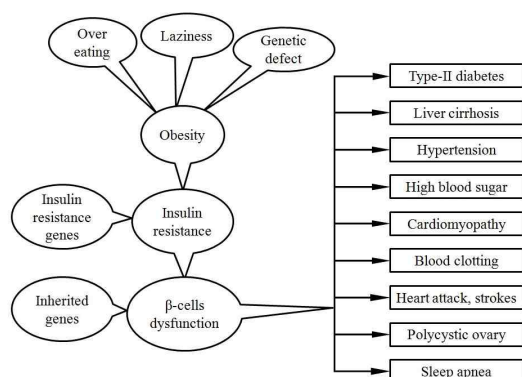 Over
eating
Laziness
Genetic
defect
Obesity
Insulin
resistance
genes
Insulin
resistance
Inherited
genes
β-cells
dysfunction
Type-II diabetes
Liver cirrhosis
Hypertension
High blood sugar
Cardiomyopathy
Blood clotting
Heart attack, strokes
Polycystic ovary
Sleep apnea